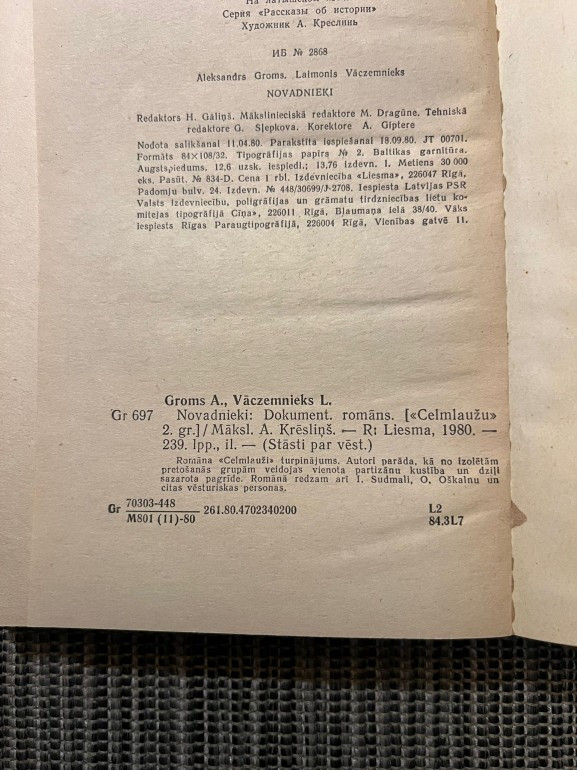 На латышском
Серия «Рассказы об истории»
Художник А. Креслинь
ИБ № 2868
Aleksandrs Groms, Laimonis Vāczemnieks
NOVADNIEKI
Redaktors H. Gāliņš. Mākslinieciskā redaktore M. Dragūne. Tehniskā
redaktore G. Sļepkova. Korektore A. Giptere
Nodota salikšanai 11.04.80. Parakstīta iespiešanai 18.09.80. JT 00701.
Formāts 84×108/32. Tipogrāfijas papīrs № 2. Baltikas garnitūra.
Augstspiedums. 12,6 uzsk. iespiedl.; 13,76 izdevn. l. Metiens 30 000
eks. Pasūt. № 834-D. Cena 1 rbl. Izdevniecība «Liesma», 226047 Rīgā,
Padomju bulv. 24. Izdevn. № 448/30699/J-2708. Iespiesta Latvijas PSR
Valsts izdevniecību, poligrāfijas un grāmatu tirdzniecības lietu ko-
mitejas tipogrāfijā Cīņa», 226011 Rīgā, Blaumaņa ielā 38/40. Vāks
iespiests Rīgas Paraugtipogrāfijā, 226004 Rīgā, Vienības gatvē 11.
Groms A., Vāczemnieks L.
Gr 697 Novadnieki: Dokument. romāns. [«Celmlaužu»
2. gr.] / Māksl. A. Krēsliņš. — R: Liesma, 1980. —
239. lpp., il. — (Stāsti par vēst.)
Romāna «Celmlauži» turpinājums. Autori parāda, kā no izolētām
pretošanās grupām veidojas vienota partizānu kustība un dziļi
sazarota pagrīde. Romānā redzam arī I. Sudmali, O. Oškalnu un
citas vēsturiskas personas.
Gr 70303-448 261.80.4702340200 L2
M801 (11)-80 84.3L7